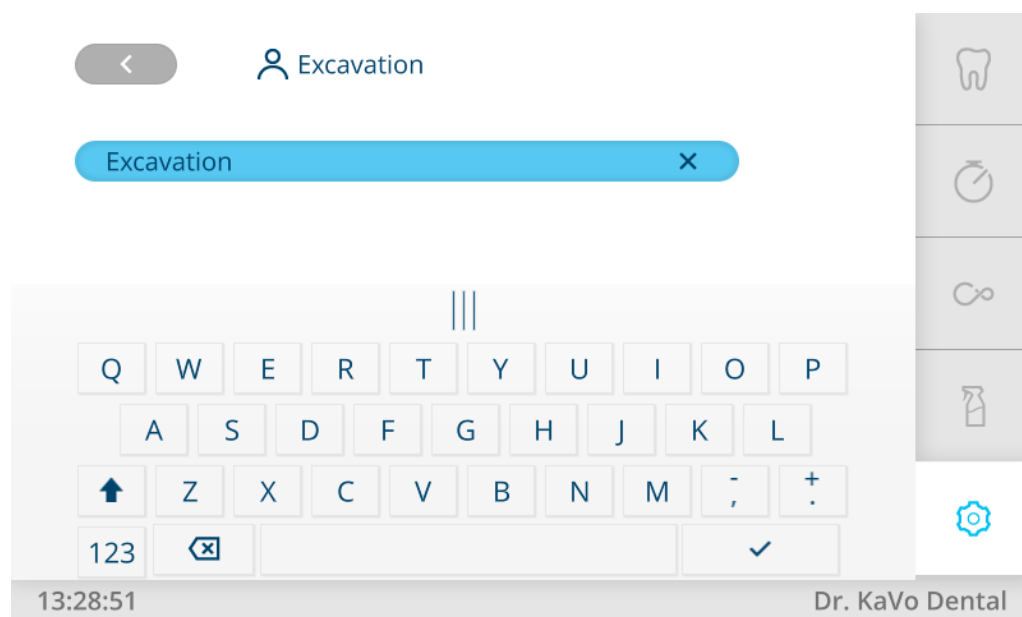 Excavation
Excavation
Q W E R T Y U I O P
A S D F G H J K L
Z X C V B N M - , + .
123
13:28:51 Dr. KaVo Dental